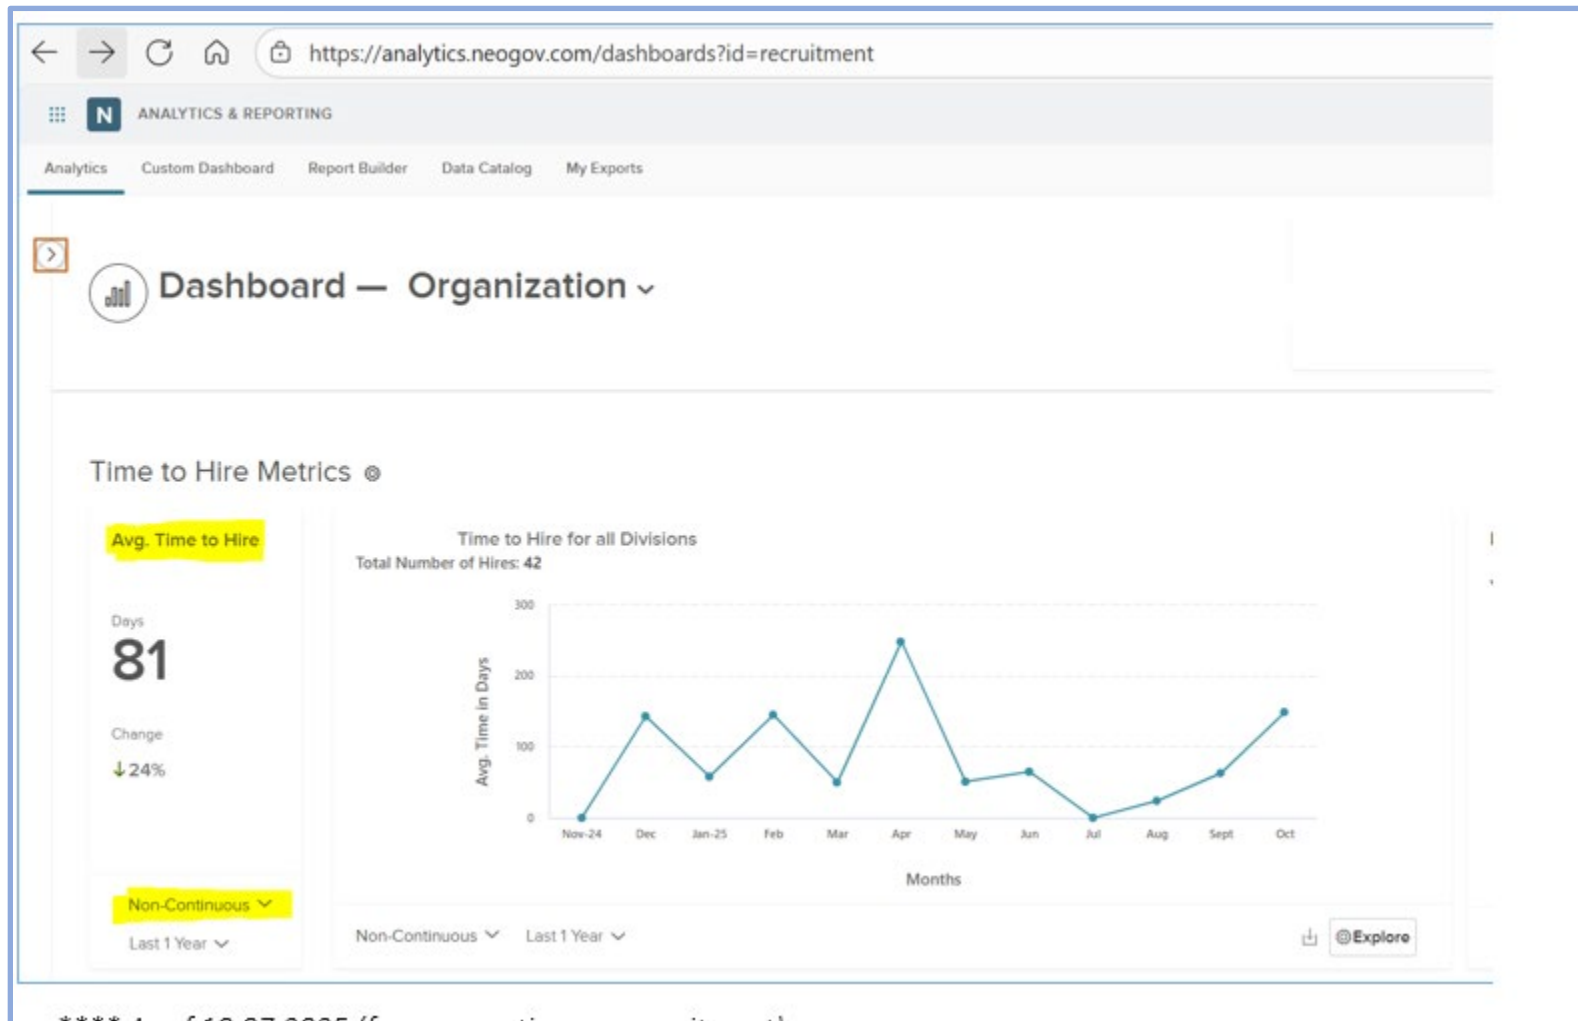 https://analytics.neogov.com/dashboards?id=recruitment
N ANALYTICS & REPORTING
Analytics Custom Dashboard Report Builder Data Catalog My Exports
Dashboard — Organization
Time to Hire Metrics
Avg. Time to Hire
Days
81
Change
↓24%
Non-Continuous
Last 1 Year
Time to Hire for all Divisions
Total Number of Hires: 42
300
200
100
0
Avg. Time in Days
Nov-24 Dec Jan-25 Feb Mar Apr May Jun Jul Aug Sept Oct
Months
Non-Continuous Last 1 Year Explore